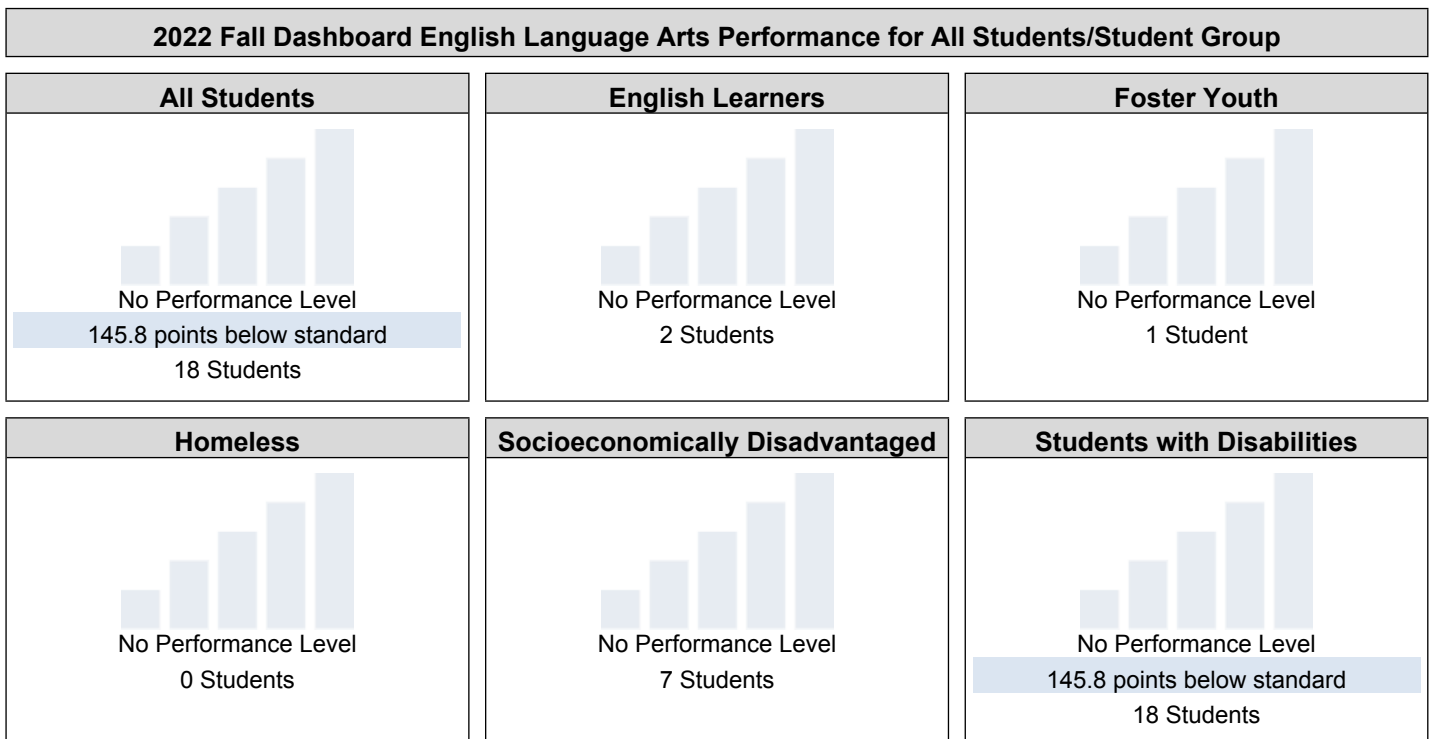 2022 Fall Dashboard English Language Arts Performance for All Students/Student Group
All Students
No Performance Level
145.8 points below standard
18 Students
English Learners
No Performance Level
2 Students
Foster Youth
No Performance Level
1 Student
Homeless
No Performance Level
0 Students
Socioeconomically Disadvantaged
No Performance Level
7 Students
Students with Disabilities
No Performance Level
145.8 points below standard
18 Students